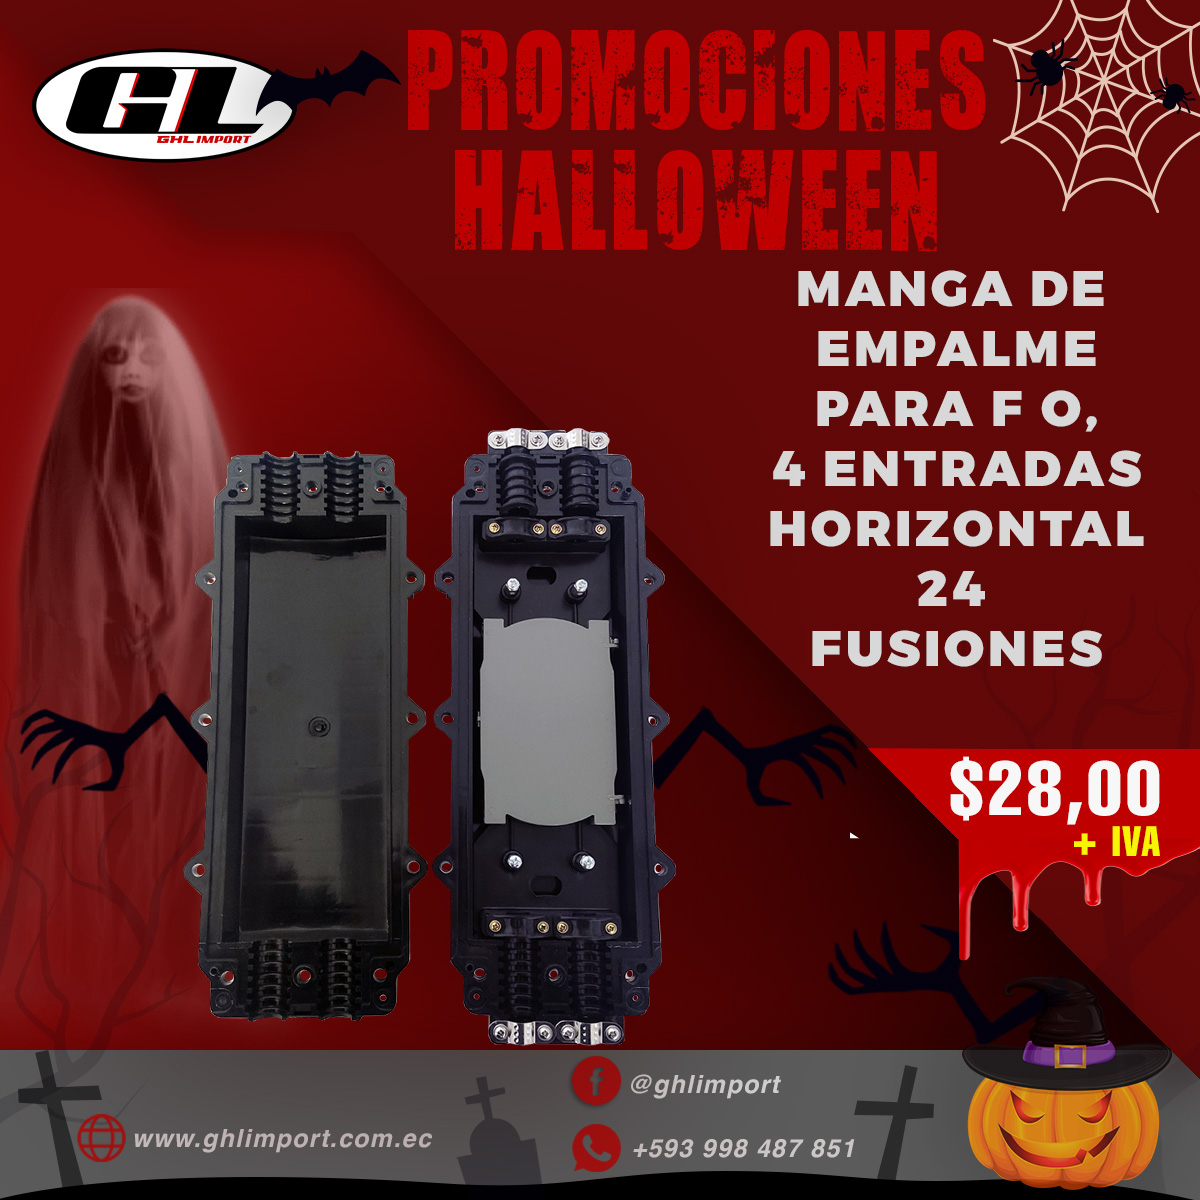 GHL
GHL IMPORT
PROMOCIONES
HALLOWEEN
MANGA DE
EMPALME
PARA F O,
4 ENTRADAS
HORIZONTAL
24
FUSIONES
$28,00
+ IVA
@ghlimport
www.ghlimport.com.ec
+593 998 487 851